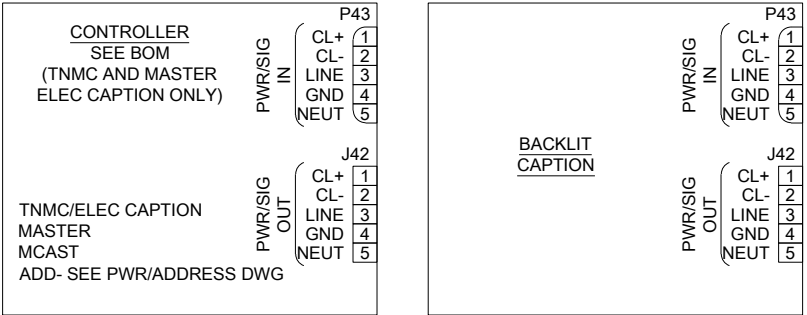 CONTROLLER
SEE BOM
(TNMC AND MASTER
ELEC CAPTION ONLY)
P43
PWR/SIG
IN
CL+ 1
CL- 2
LINE 3
GND 4
NEUT 5
J42
PWR/SIG
OUT
CL+ 1
CL- 2
LINE 3
GND 4
NEUT 5
TNMC/ELEC CAPTION
MASTER
MCAST
ADD- SEE PWR/ADDRESS DWG
BACKLIT
CAPTION
P43
PWR/SIG
IN
CL+ 1
CL- 2
LINE 3
GND 4
NEUT 5
J42
PWR/SIG
OUT
CL+ 1
CL- 2
LINE 3
GND 4
NEUT 5